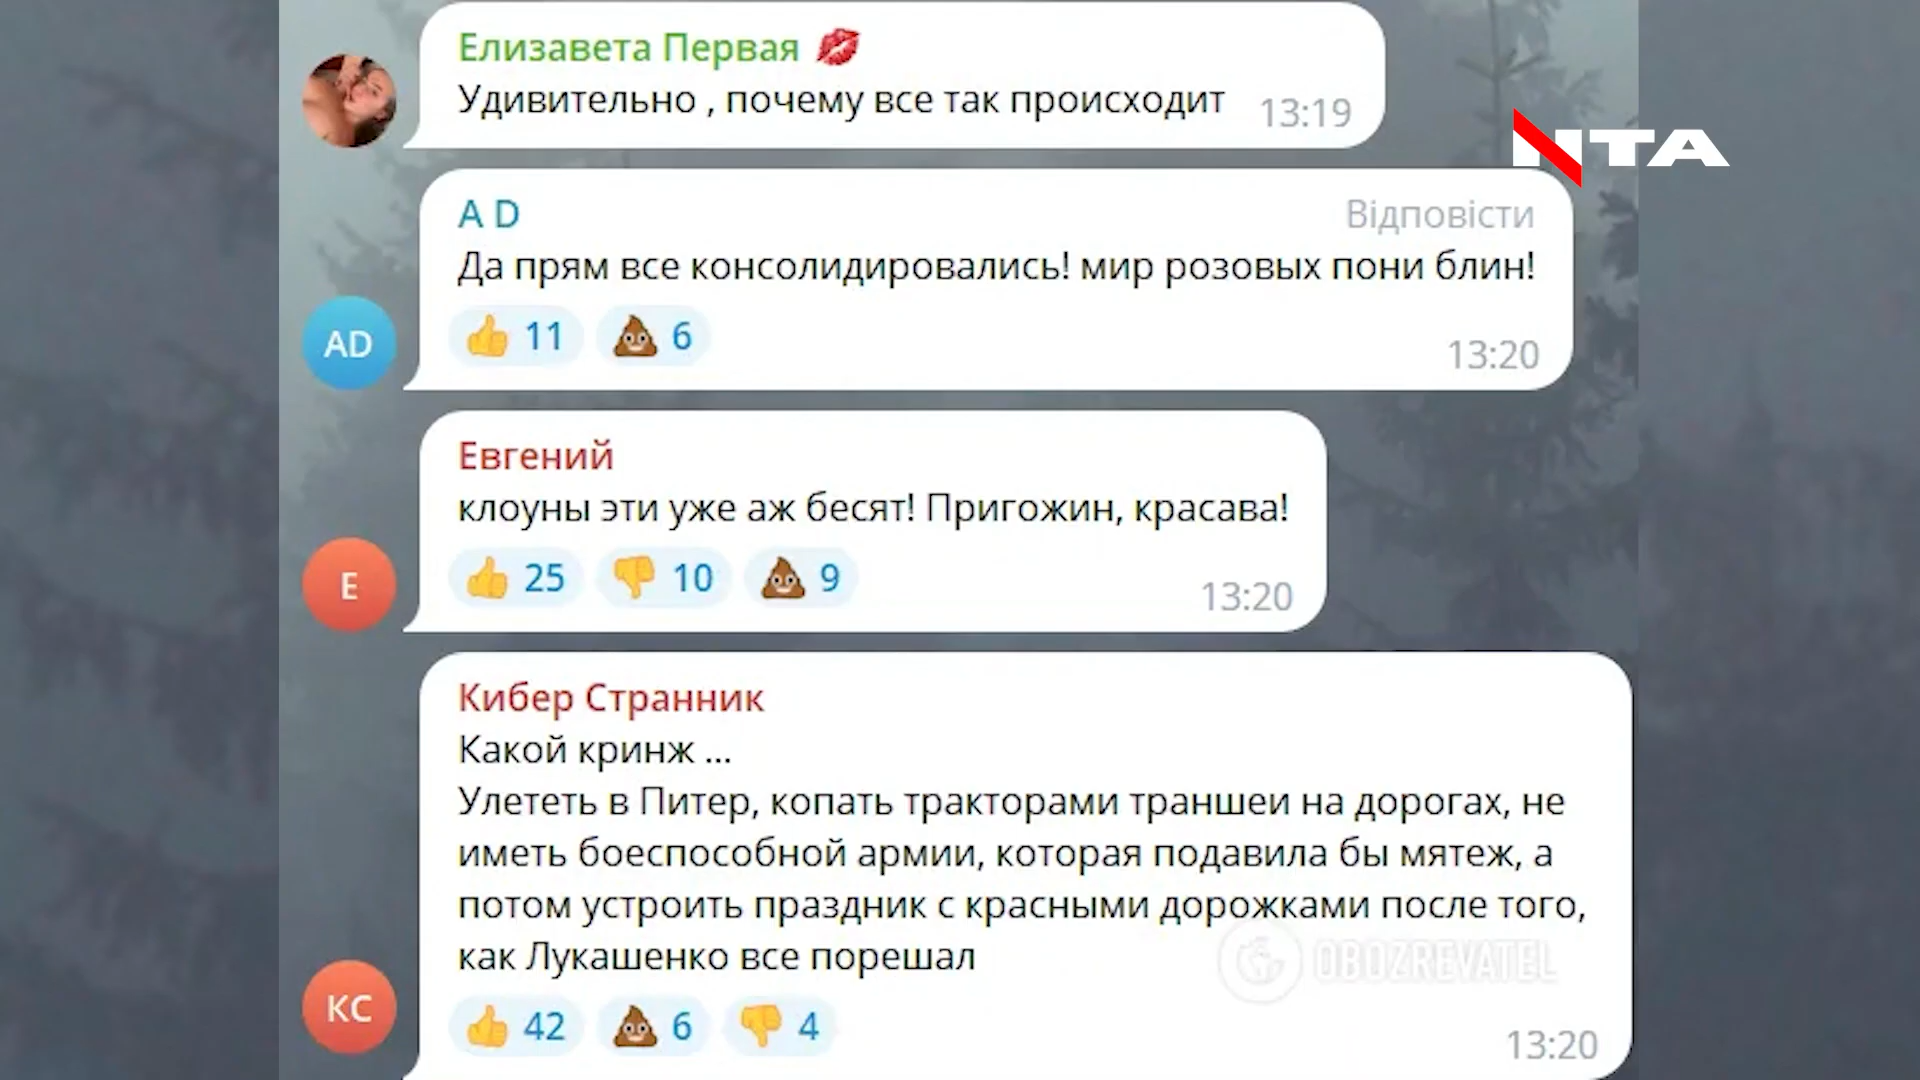 Елизавета Первая 💋
Удивительно , почему все так происходит 13:19
NTA
A D Відповісти
Да прям все консолидировались! мир розовых пони блин!
AD
👍 11 💩 6
13:20
Евгений
клоуны эти уже аж бесят! Пригожин, красава!
E
👍 25 👎 10 💩 9
13:20
Кибер Странник
Какой кринж ...
Улететь в Питер, копать тракторами траншеи на дорогах, не
иметь боеспособной армии, которая подавила бы мятеж, а
потом устроить праздник с красными дорожками после того,
как Лукашенко все порешал
OBOZREVATEL
КС
👍 42 💩 6 👎 4
13:20